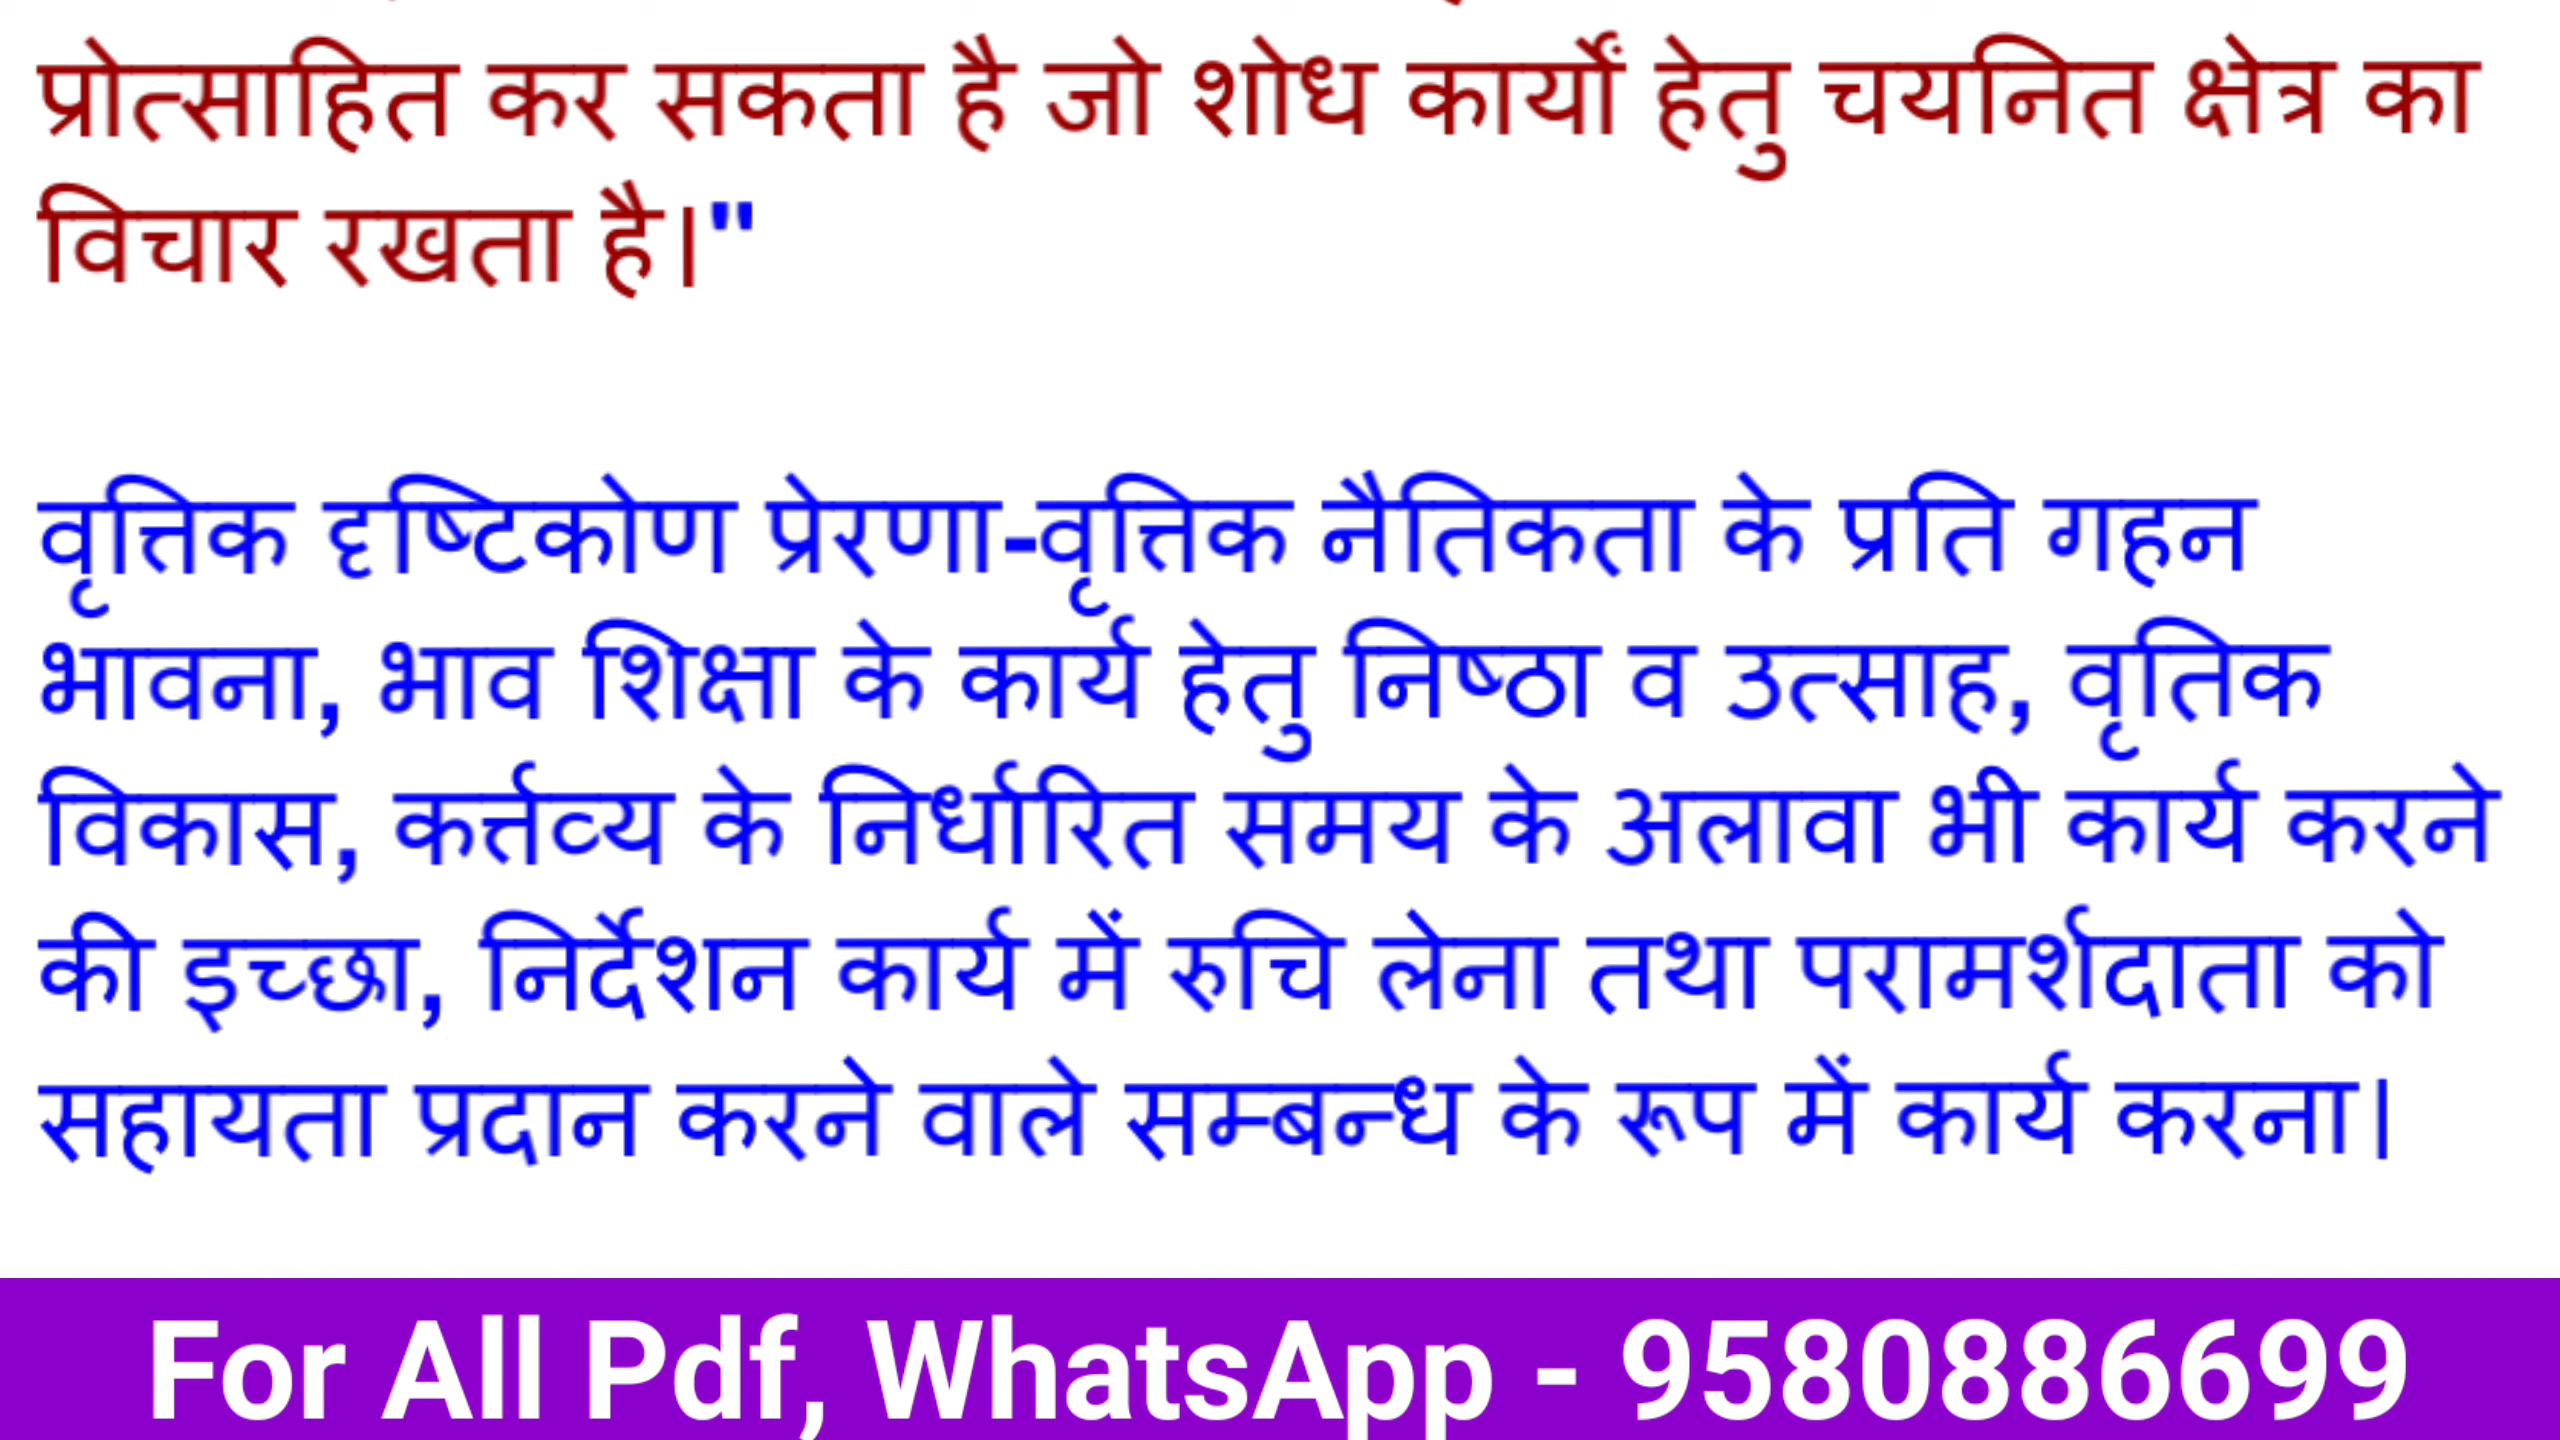 प्रोत्साहित कर सकता है जो शोध कार्यों हेतु चयनित क्षेत्र का
विचार रखता है।"
वृत्तिक दृष्टिकोण प्रेरणा-वृत्तिक नैतिकता के प्रति गहन
भावना, भाव शिक्षा के कार्य हेतु निष्ठा व उत्साह, वृतिक
विकास, कर्त्तव्य के निर्धारित समय के अलावा भी कार्य करने
की इच्छा, निर्देशन कार्य में रुचि लेना तथा परामर्शदाता को
सहायता प्रदान करने वाले सम्बन्ध के रूप में कार्य करना।
For All Pdf, WhatsApp - 9580886699